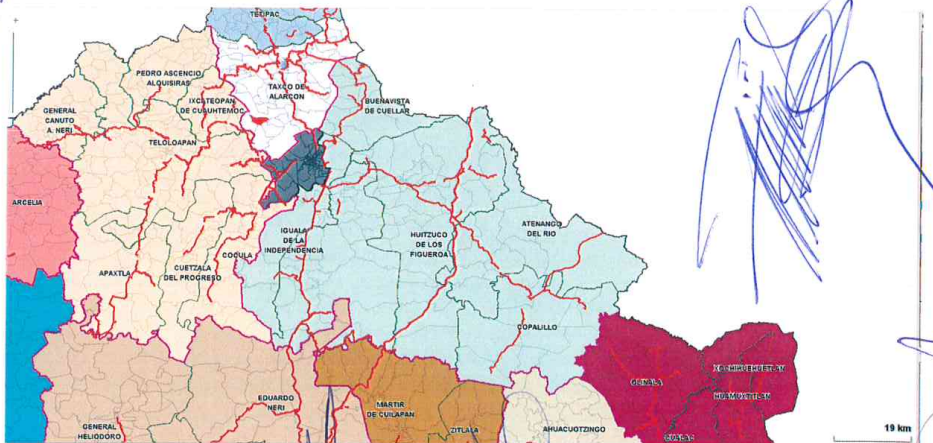 TETIPAC
PEDRO ASCENCIO
ALQUISIRAS
TAXCO DE
ALARCON
IXCATEOPAN
DE CUAUHTEMOC
BUENAVISTA
DE CUELLAR
GENERAL
CANUTO
A. NERI
TELOLOAPAN
ARCELIA
IGUALA
DE LA
INDEPENDENCIA
HUITZUCO
DE LOS
FIGUEROA
ATENANGO
DEL RIO
COCULA
APAXTLA
CUETZALA
DEL PROGRESO
COPALILLO
OLINALA
XOCHIHUEHUETLAN
HUAMUXTITLAN
EDUARDO
NERI
MARTIR
DE CUILAPAN
GENERAL
HELIODORO
ZITLALA
AHUACUOTZINGO
CUALAC
19 km